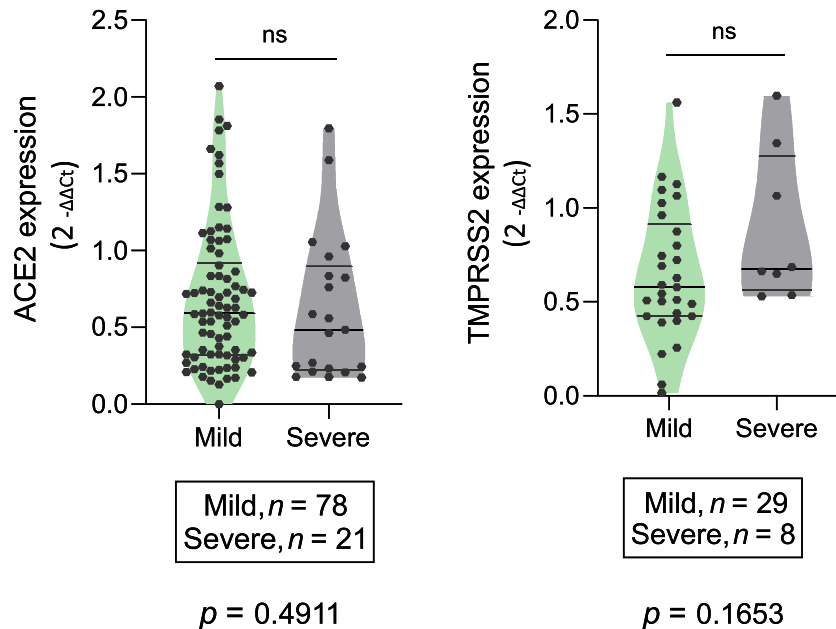 ACE2 expression
(2 -ΔΔCt)
2.5
2.0
1.5
1.0
0.5
0.0
ns
Mild
Severe
Mild, n = 78
Severe, n = 21
p = 0.4911
TMPRSS2 expression
(2 -ΔΔCt)
2.0
1.5
1.0
0.5
0.0
ns
Mild
Severe
Mild, n = 29
Severe, n = 8
p = 0.1653